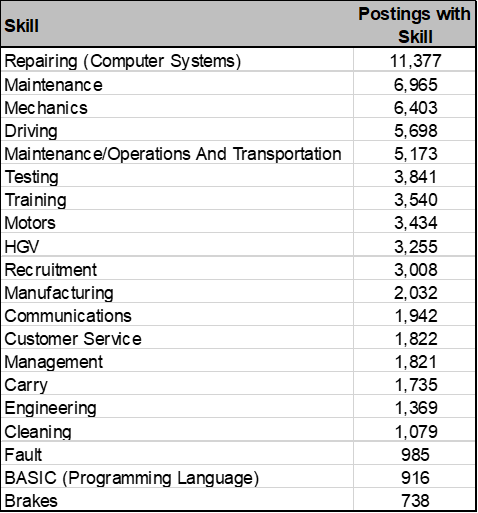 Skill Postings with Skill
Repairing (Computer Systems) 11,377
Maintenance 6,965
Mechanics 6,403
Driving 5,698
Maintenance/Operations And Transportation 5,173
Testing 3,841
Training 3,540
Motors 3,434
HGV 3,255
Recruitment 3,008
Manufacturing 2,032
Communications 1,942
Customer Service 1,822
Management 1,821
Carry 1,735
Engineering 1,369
Cleaning 1,079
Fault 985
BASIC (Programming Language) 916
Brakes 738